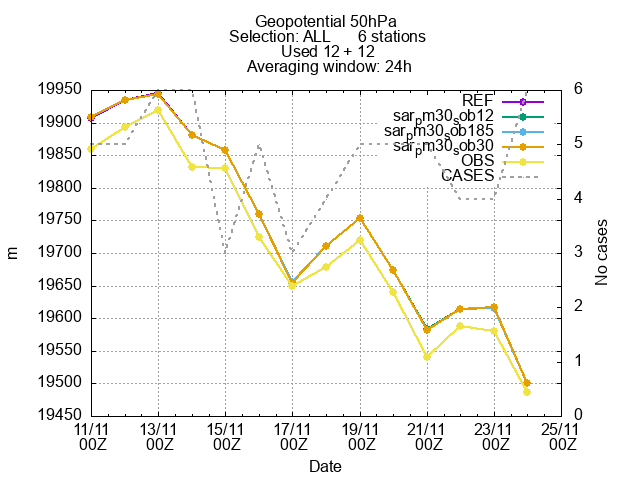 Geopotential 50hPa
Selection: ALL 6 stations
Used 12 + 12
Averaging window: 24h
REF
sar_pm30_sob12
sar_pm30_sob185
sar_pm30_sob30
OBS
CASES
19950
19900
19850
19800
19750
19700
19650
19600
19550
19500
19450
m
6
5
4
3
2
1
0
No cases
11/11 13/11 15/11 17/11 19/11 21/11 23/11 25/11
00Z 00Z 00Z 00Z 00Z 00Z 00Z 00Z
Date